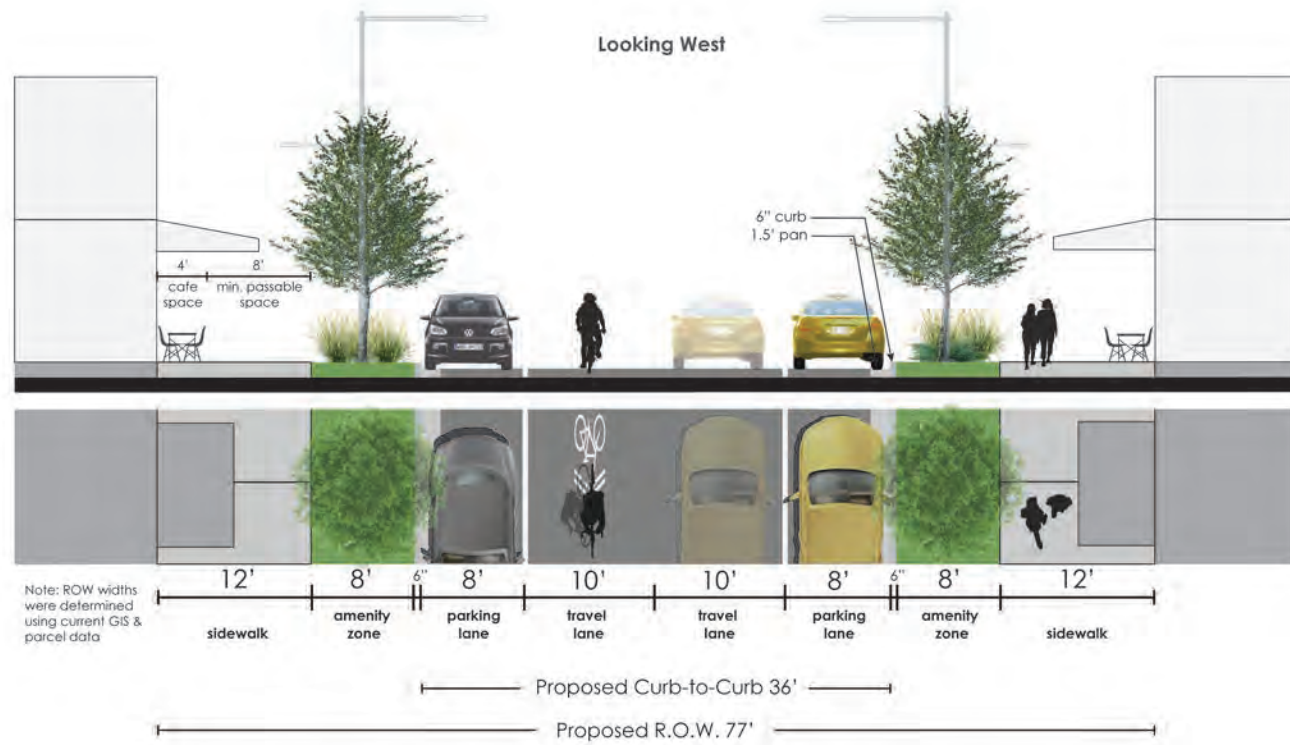 Looking West
6" curb
1.5' pan
4' 8'
cafe space min. passable space
12' 8' 6" 8' 10' 10' 8' 6" 8' 12'
Note: ROW widths
were determined
using current GIS &
parcel data
sidewalk amenity zone parking lane travel lane travel lane parking lane amenity zone sidewalk
Proposed Curb-to-Curb 36'
Proposed R.O.W. 77'